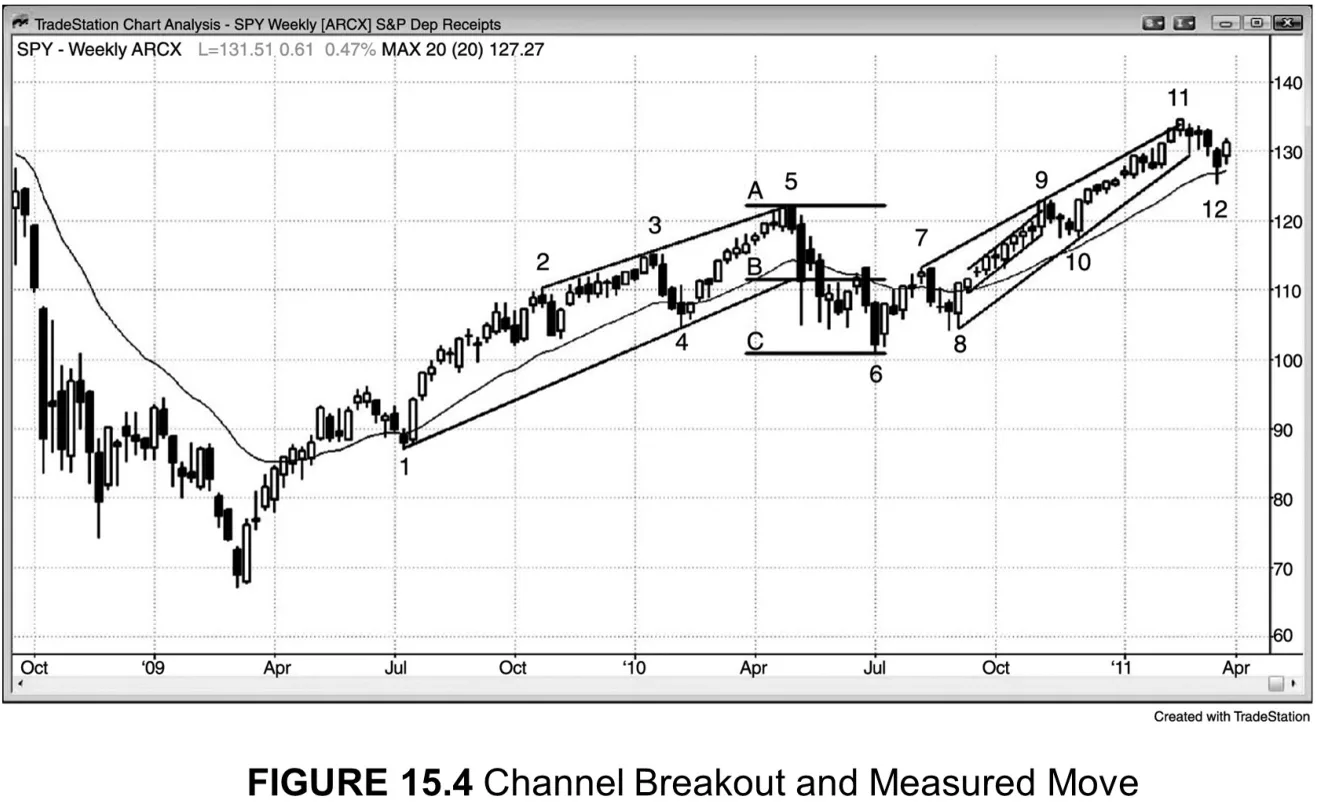 TradeStation Chart Analysis - SPY Weekly [ARCX] S&P Dep Receipts
SPY - Weekly ARCX L=131.51 0.61 0.47% MAX 20 (20) 127.27
140
11
130
A 5
9
12
120
3
7
2
B
10
110
4
C
8
100
6
90
1
80
70
60
Oct '09 Apr Jul Oct '10 Apr Jul Oct '11 Apr
Created with TradeStation
FIGURE 15.4 Channel Breakout and Measured Move